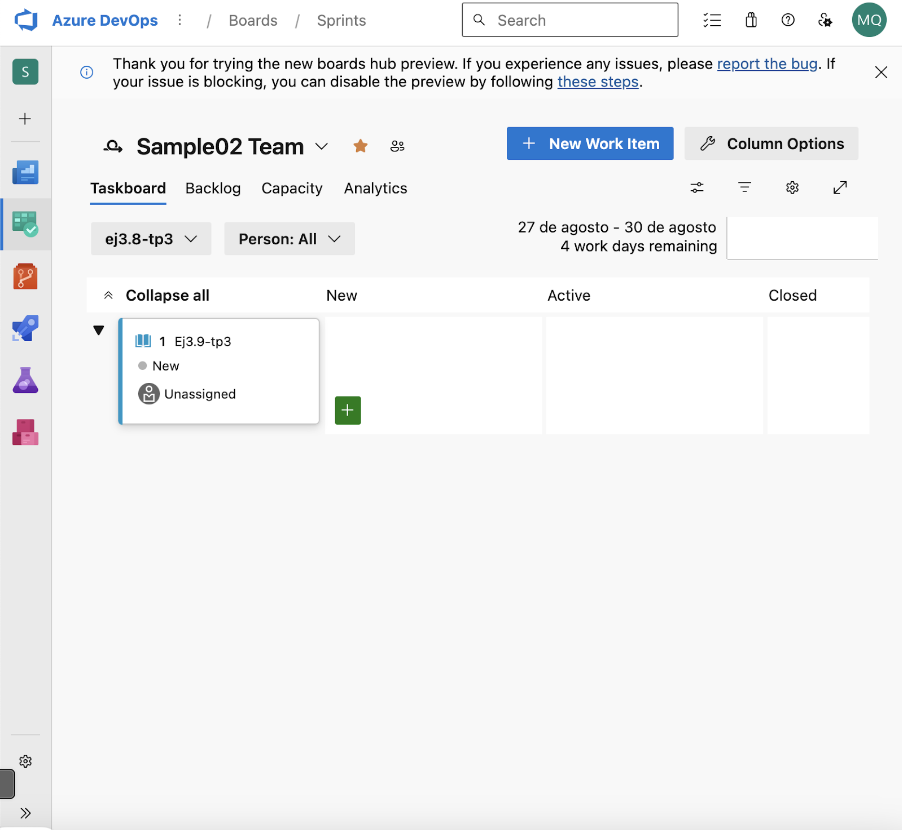 Azure DevOps / Boards / Sprints Search MQ
S
Thank you for trying the new boards hub preview. If you experience any issues, please report the bug. If
your issue is blocking, you can disable the preview by following these steps.
Sample02 Team
New Work Item
Column Options
Taskboard Backlog Capacity Analytics
ej3.8-tp3 Person: All
27 de agosto - 30 de agosto
4 work days remaining
Collapse all New Active Closed
1 Ej3.9-tp3
New
Unassigned